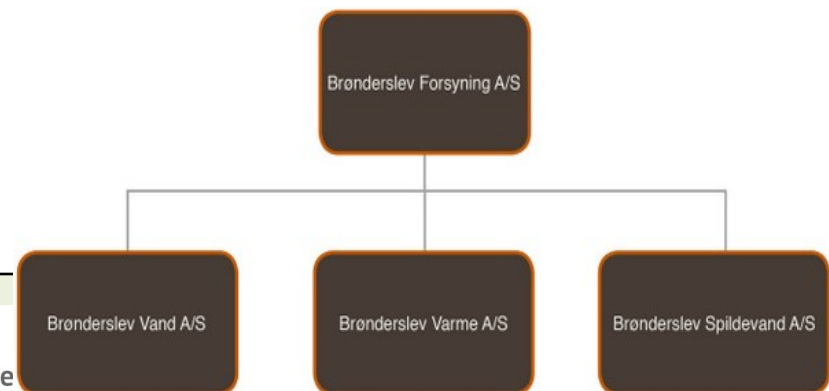 Brønderslev Forsyning A/S
Brønderslev Vand A/S
Brønderslev Varme A/S
Brønderslev Spildevand A/S
e